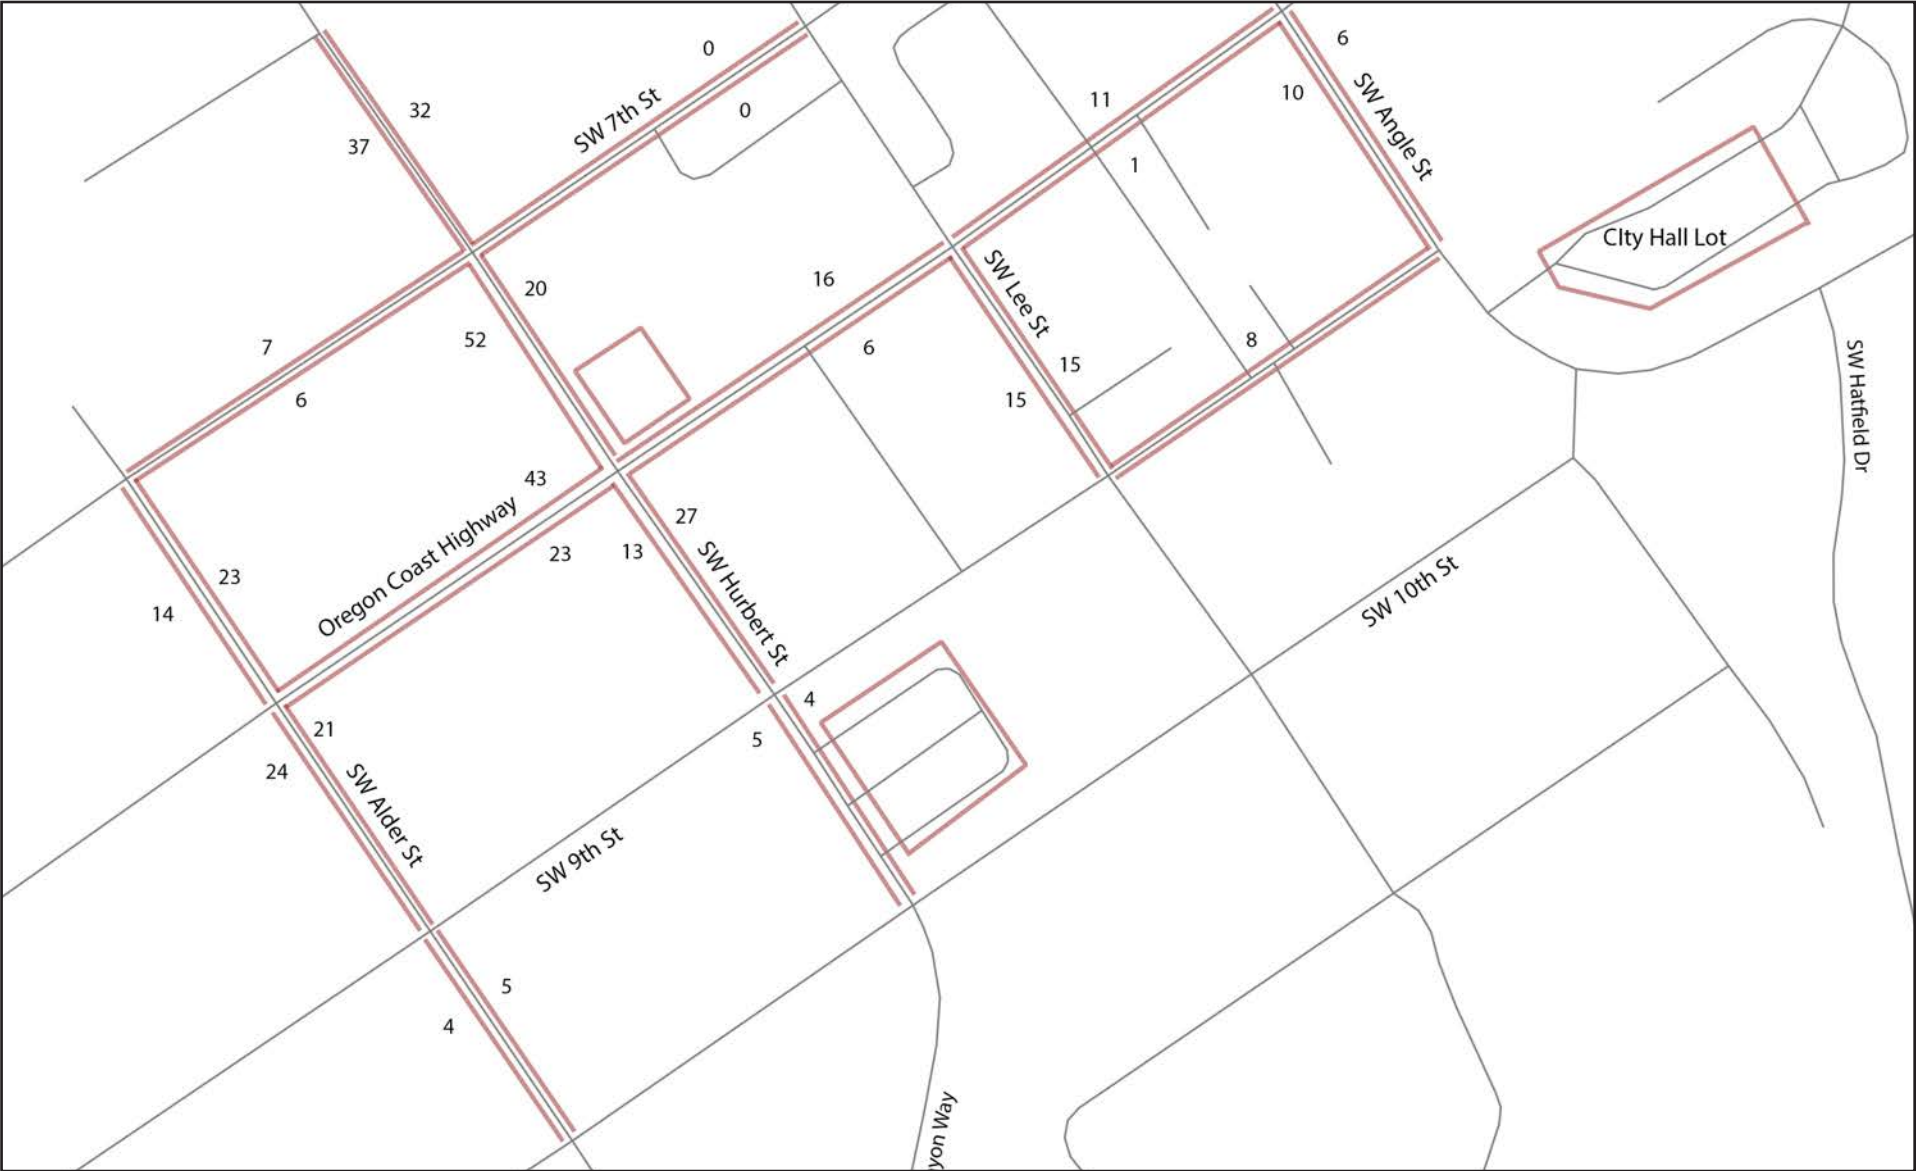 6
0
SW 7th St
10
11
SW Angle St
32
0
37
1
CIty Hall Lot
16
20
SW Lee St
52
8
7
6
15
SW Hatfield Dr
6
15
43
27
Oregon Coast Highway
23
13
23
SW Hurbert St
14
SW 10th St
4
21
5
24
SW Alder St
SW 9th St
5
4
yon Way